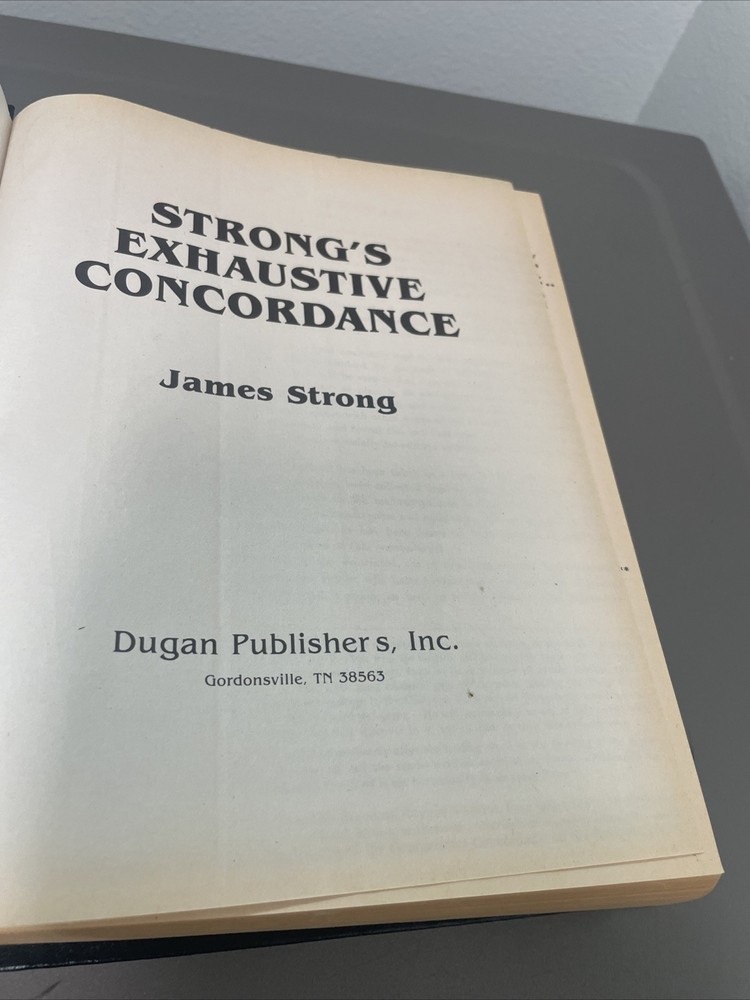 STRONG'S
EXHAUSTIVE
CONCORDANCE
James Strong
Dugan Publisher s, Inc.
Gordonsville, TN 38563